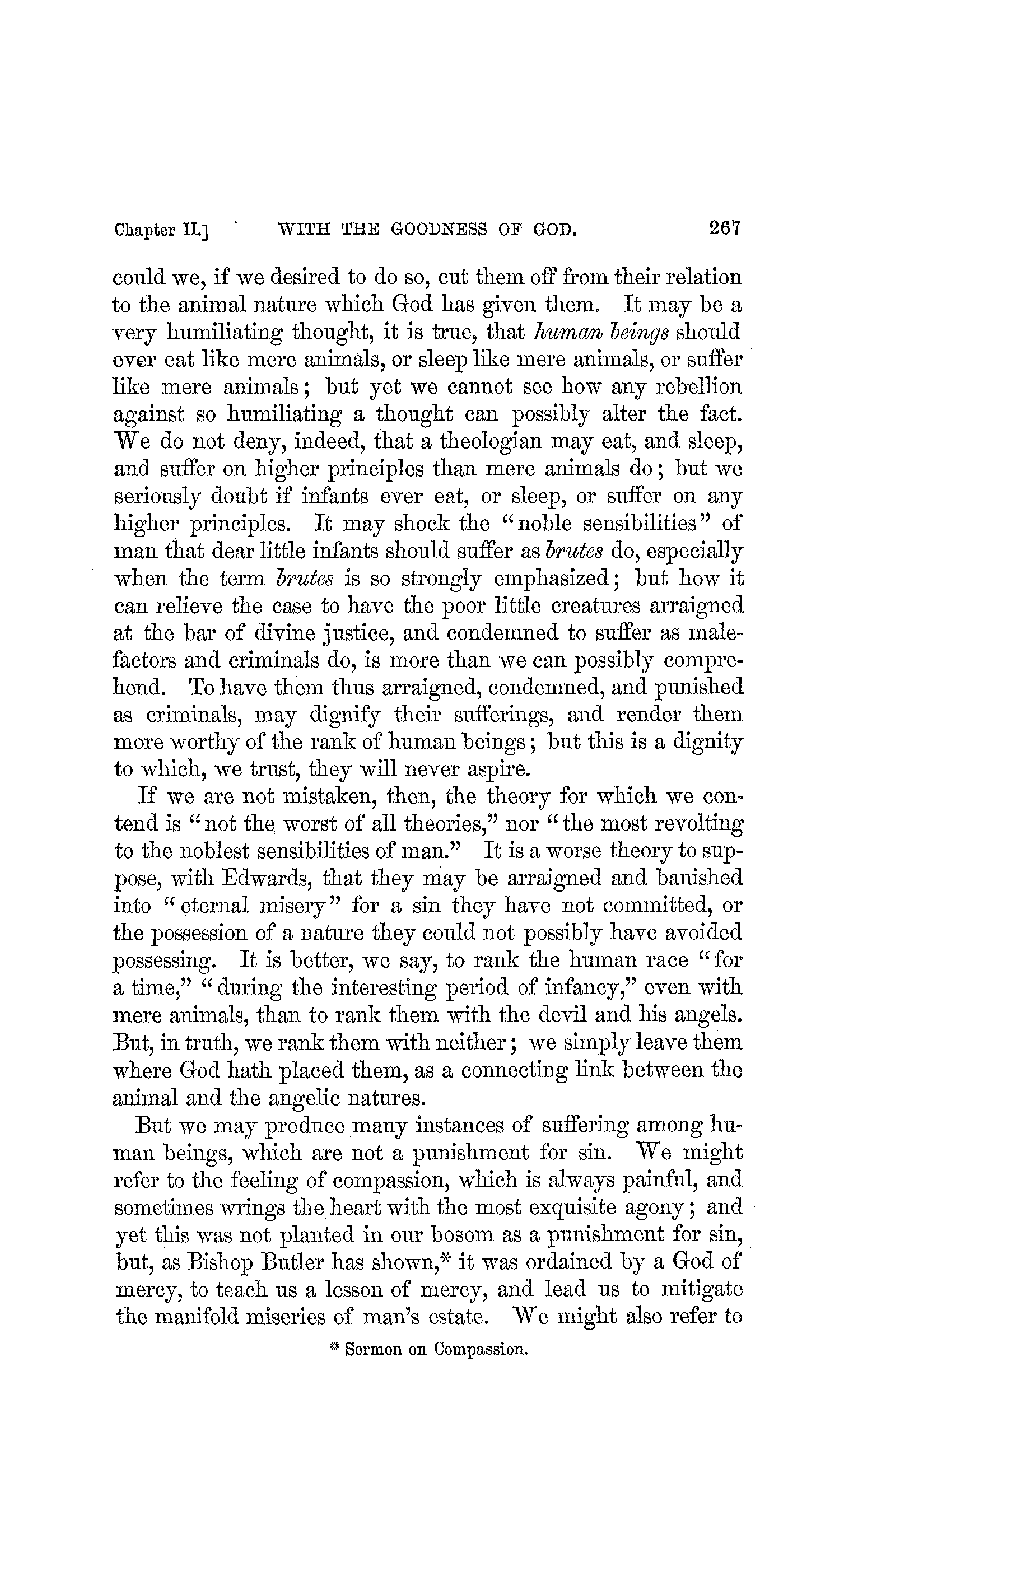 Chapter II.] WITH THE GOODNESS OF GOD. 267
could we, if we desired to do so, cut them off from their relation
to the animal nature which God has given them. It may be a
very humiliating thought, it is true, that human beings should
ever eat like mere animals, or sleep like mere animals, or suffer
like mere animals; but yet we cannot see how any rebellion
against so humiliating a thought can possibly alter the fact.
We do not deny, indeed, that a theologian may eat, and sleep,
and suffer on higher principles than mere animals do; but we
seriously doubt if infants ever eat, or sleep, or suffer on any
higher principles. It may shock the “noble sensibilities” of
man that dear little infants should suffer as brutes do, especially
when the term brutes is so strongly emphasized; but how it
can relieve the case to have the poor little creatures arraigned
at the bar of divine justice, and condemned to suffer as male-
factors and criminals do, is more than we can possibly compre-
hend. To have them thus arraigned, condemned, and punished
as criminals, may dignify their sufferings, and render them
more worthy of the rank of human beings; but this is a dignity
to which, we trust, they will never aspire.
If we are not mistaken, then, the theory for which we con-
tend is “not the worst of all theories,” nor “the most revolting
to the noblest sensibilities of man.” It is a worse theory to sup-
pose, with Edwards, that they may be arraigned and banished
into “eternal misery” for a sin they have not committed, or
the possession of a nature they could not possibly have avoided
possessing. It is better, we say, to rank the human race “for
a time,” “during the interesting period of infancy,” even with
mere animals, than to rank them with the devil and his angels.
But, in truth, we rank them with neither; we simply leave them
where God hath placed them, as a connecting link between the
animal and the angelic natures.
But we may produce many instances of suffering among hu-
man beings, which are not a punishment for sin. We might
refer to the feeling of compassion, which is always painful, and
sometimes wrings the heart with the most exquisite agony; and
yet this was not planted in our bosom as a punishment for sin,
but, as Bishop Butler has shown,* it was ordained by a God of
mercy, to teach us a lesson of mercy, and lead us to mitigate
the manifold miseries of man’s estate. We might also refer to
* Sermon on Compassion.